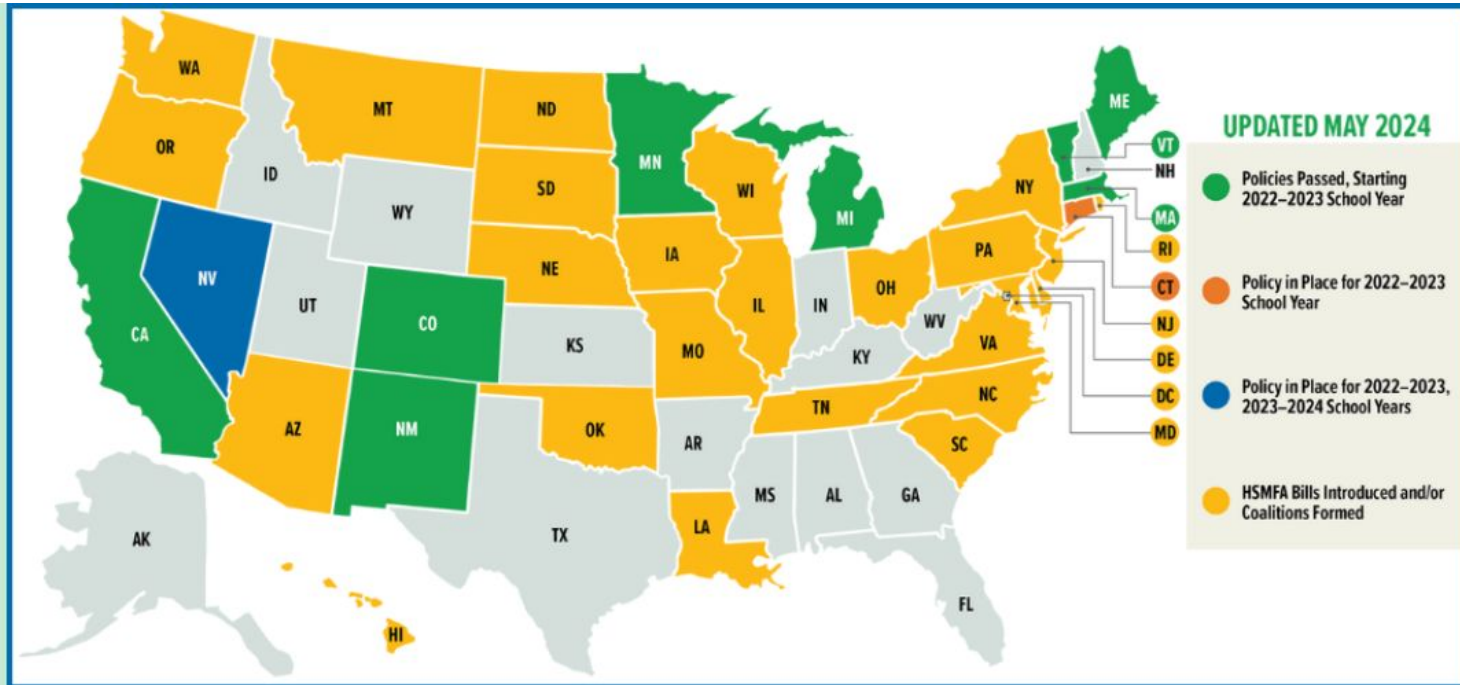 WA
MT
ND
MN
ME
OR
ID
SD
WI
NY
VT
NH
WY
MI
MA
IA
PA
RI
NE
NV
IL
IN
OH
CT
UT
CO
WV
NJ
CA
KS
MO
KY
VA
DE
DC
NC
TN
MD
AZ
NM
OK
AR
SC
MS
AL
GA
LA
TX
AK
FL
HI
UPDATED MAY 2024
Policies Passed, Starting
2022–2023 School Year
Policy in Place for 2022–2023
School Year
Policy in Place for 2022–2023,
2023–2024 School Years
HSMFA Bills Introduced and/or
Coalitions Formed